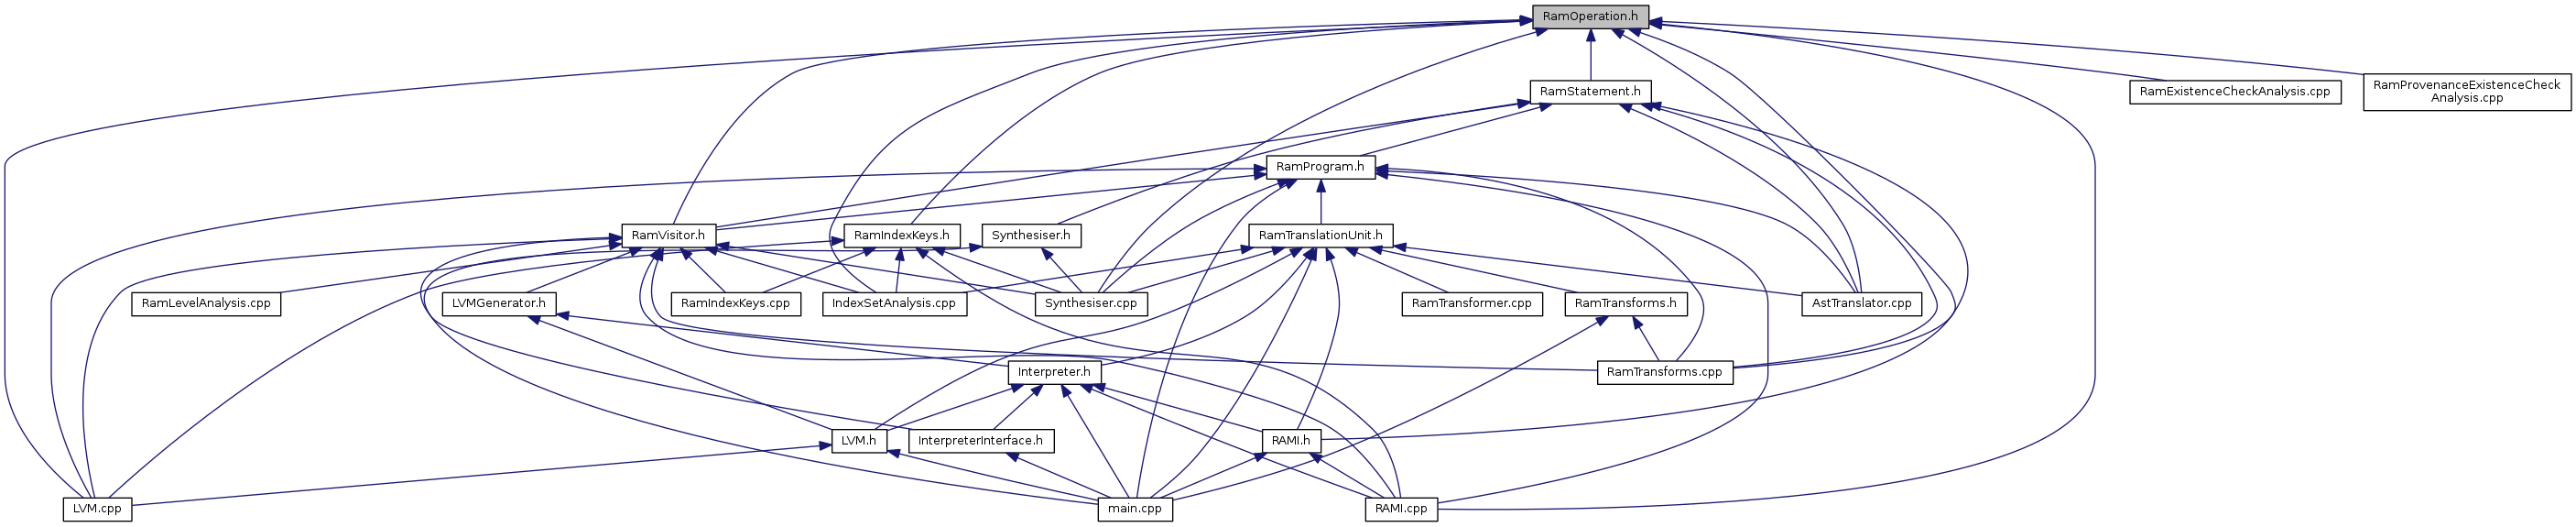 RamOperation.h
RamStatement.h
RamExistenceCheckAnalysis.cpp
RamProvenanceExistenceCheck
Analysis.cpp
RamProgram.h
RamVisitor.h
RamIndexKeys.h
Synthesiser.h
RamTranslationUnit.h
RamLevelAnalysis.cpp
LVMGenerator.h
RamIndexKeys.cpp
IndexSetAnalysis.cpp
Synthesiser.cpp
RamTransformer.cpp
RamTransforms.h
AstTranslator.cpp
Interpreter.h
RamTransforms.cpp
LVM.h
InterpreterInterface.h
RAMI.h
LVM.cpp
main.cpp
RAMI.cpp